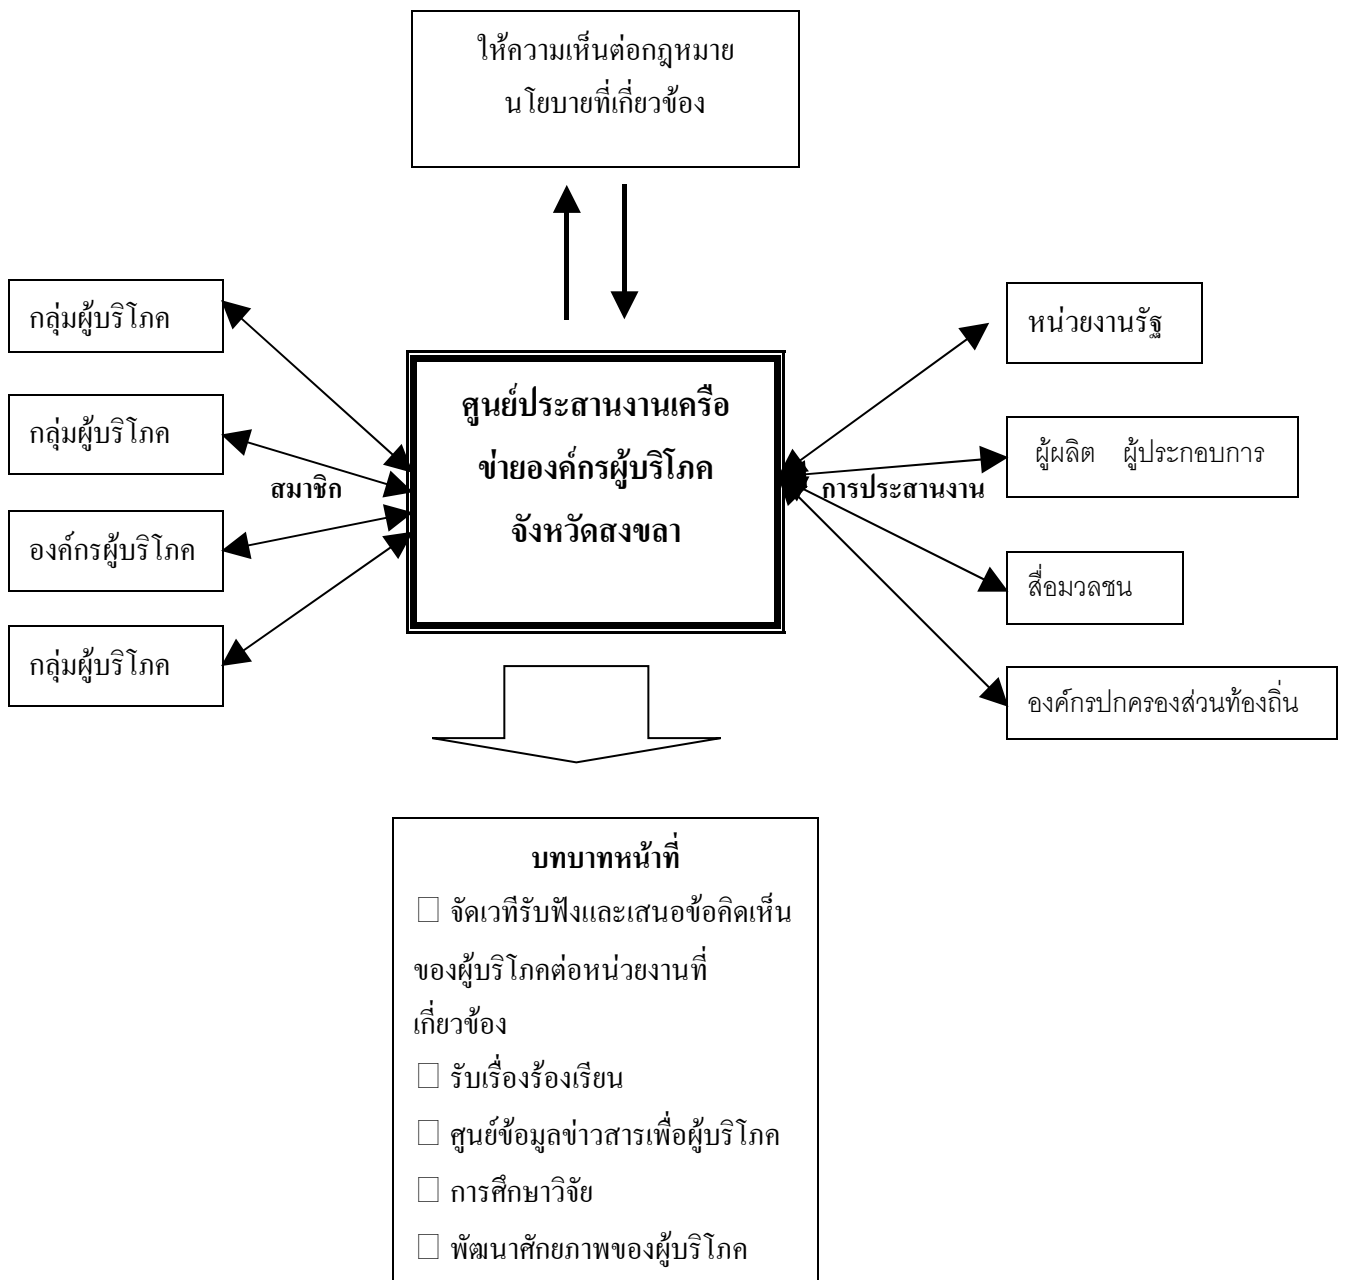 ให้ความเห็นต่อกฎหมาย
นโยบายที่เกี่ยวข้อง
กลุ่มผู้บริโภค
กลุ่มผู้บริโภค
สมาชิก
องค์กรผู้บริโภค
กลุ่มผู้บริโภค
ศูนย์ประสานงานเครือ
ข่ายองค์กรผู้บริโภค
จังหวัดสงขลา
หน่วยงานรัฐ
ผู้ผลิต ผู้ประกอบการ
การประสานงาน
สื่อมวลชน
องค์กรปกครองส่วนท้องถิ่น
บทบาทหน้าที่
□ จัดเวทีรับฟังและเสนอข้อคิดเห็น
ของผู้บริโภคต่อหน่วยงานที่
เกี่ยวข้อง
□ รับเรื่องร้องเรียน
□ ศูนย์ข้อมูลข่าวสารเพื่อผู้บริโภค
□ การศึกษาวิจัย
□ พัฒนาศักยภาพของผู้บริโภค